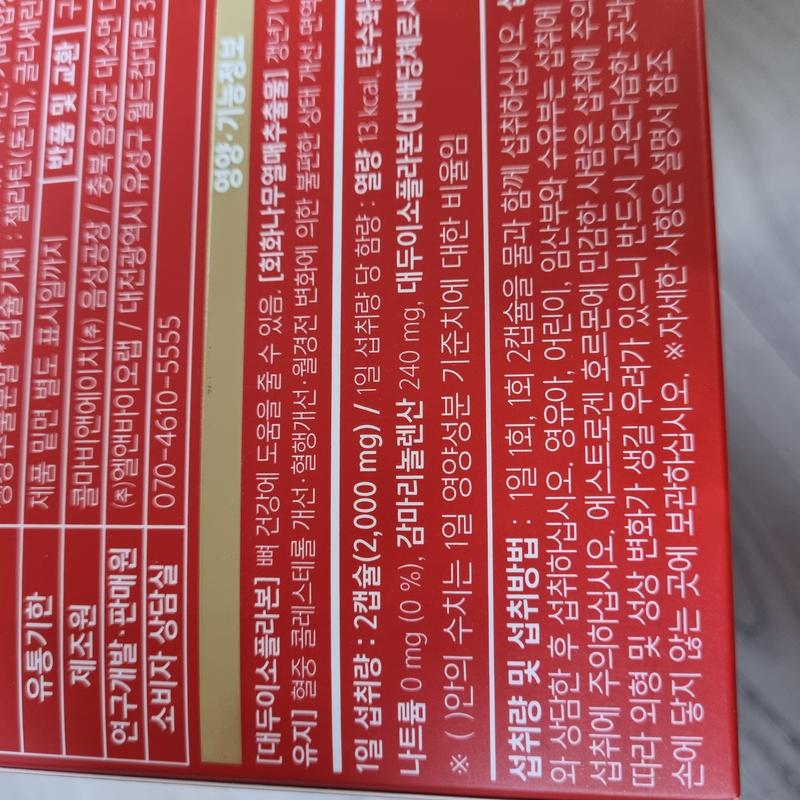 젤라틴(돈피), 글리세린
유통기한 제품 밑면 별도 표시일까지 반품 및 교환
제조원 콜마비앤에이치㈜ 음성공장 / 충북 음성군 대소면
연구개발·판매원 ㈜엘앤바이오랩 / 대전광역시 유성구 월드컵대로
소비자 상담실 070-4610-5555
영양·기능정보
[대두이소플라본] 뼈 건강에 도움을 줄 수 있음. [회화나무열매추출물] 갱년기
유지] 혈중 콜레스테롤 개선·혈행개선·월경전 변화에 의한 불편한 상태 개선·면역
1일 섭취량 : 2캡슐(2,000 mg) / 1일 섭취량 당 함량 : 열량 13 kcal, 탄수화
나트륨 0 mg (0 %), 감마리놀렌산 240 mg, 대두이소플라본(비배당체로서
※ ( )안의 수치는 1일 영양성분 기준치에 대한 비율임
섭취량 및 섭취방법 : 1일 1회, 1회 2캡슐을 물과 함께 섭취하십시오.
와 상담한 후 섭취하십시오. 영유아, 어린이, 임산부와 수유부는 섭취에
섭취에 주의하십시오. 에스트로겐 호르몬에 민감한 사람은 섭취에 주의
따라 외형 및 성상 변화가 생길 우려가 있으니 반드시 고온다습한 곳과
손에 닿지 않는 곳에 보관하십시오. ※자세한 사항은 설명서 참조